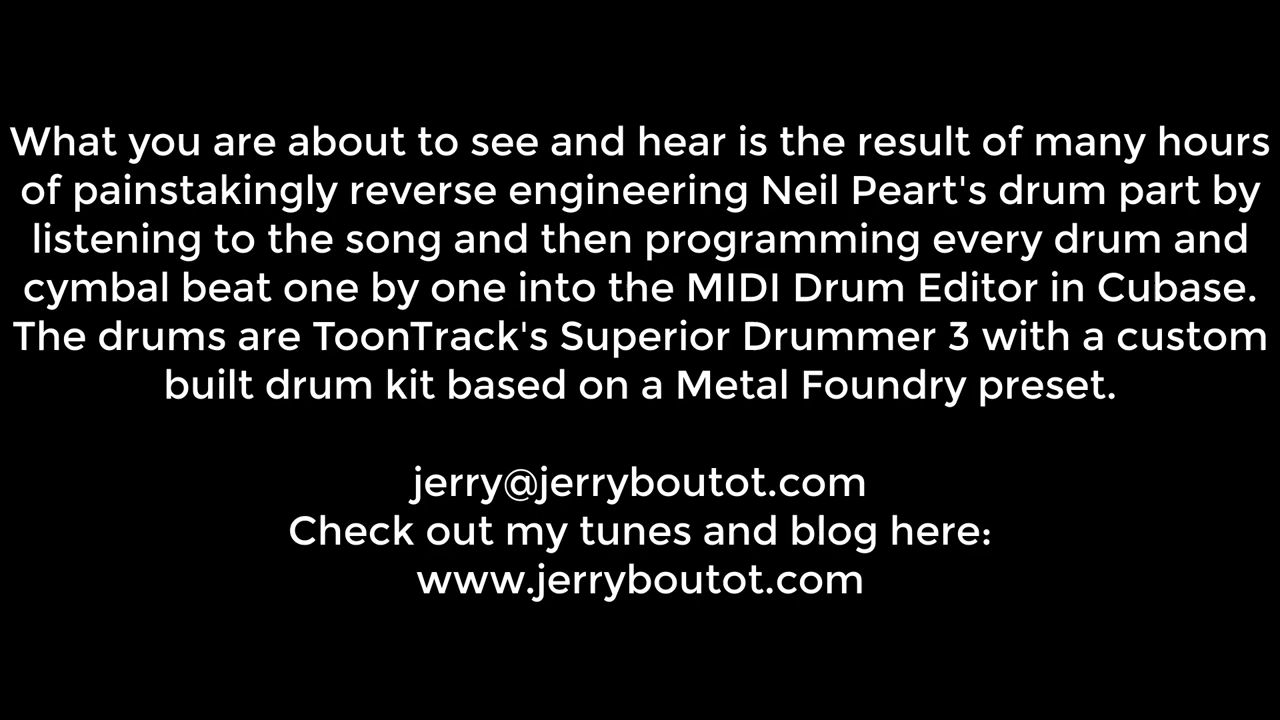 What you are about to see and hear is the result of many hours
of painstakingly reverse engineering Neil Peart's drum part by
listening to the song and then programming every drum and
cymbal beat one by one into the MIDI Drum Editor in Cubase.
The drums are ToonTrack's Superior Drummer 3 with a custom
built drum kit based on a Metal Foundry preset.
jerry@jerryboutot.com
Check out my tunes and blog here:
www.jerryboutot.com